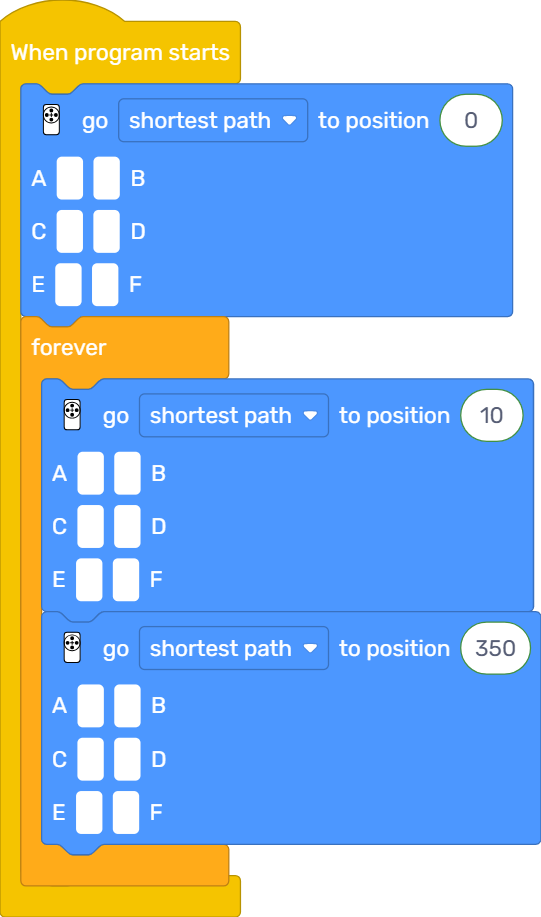 When program starts
go shortest path to position 0
A B
C D
E F
forever
go shortest path to position 10
A B
C D
E F
go shortest path to position 350
A B
C D
E F